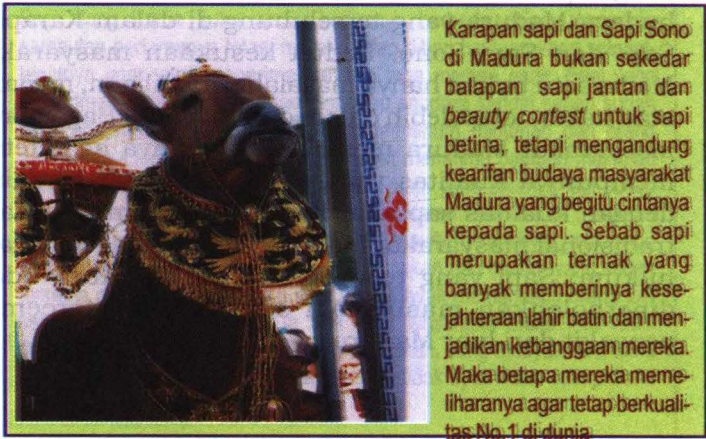 Karapan sapi dan Sapi Sono
di Madura bukan sekedar
balapan sapi jantan dan
beauty contest untuk sapi
betina, tetapi mengandung
kearifan budaya masyarakat
Madura yang begitu cintanya
kepada sapi. Sebab sapi
merupakan ternak yang
banyak memberinya kese-
jahteraan lahir batin dan men-
jadikan kebanggaan mereka.
Maka betapa mereka meme-
liharanya agar tetap berkuali-
tas No.1 di dunia